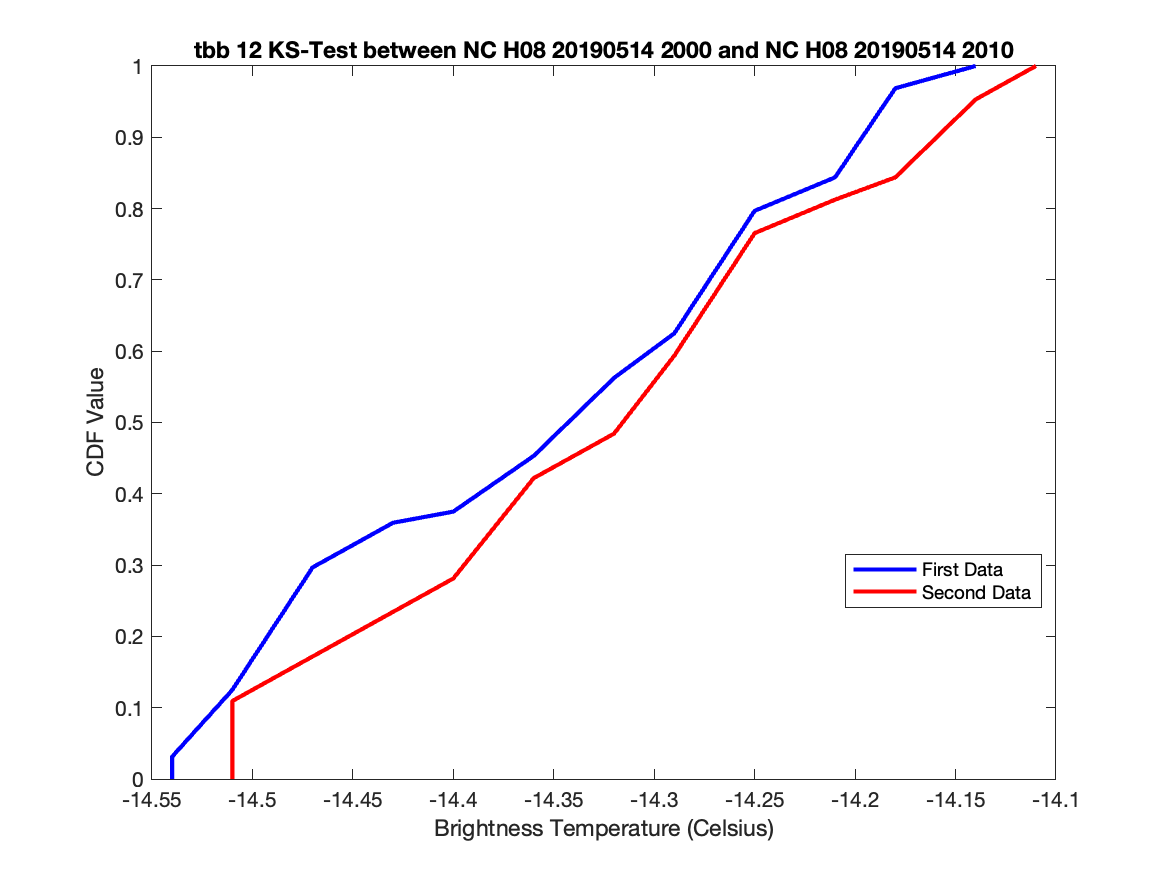 tbb 12 KS-Test between NC H08 20190514 2000 and NC H08 20190514 2010
1
0.9
0.8
0.7
0.6
0.5
0.4
0.3
0.2
0.1
0
CDF Value
First Data
Second Data
-14.55 -14.5 -14.45 -14.4 -14.35 -14.3 -14.25 -14.2 -14.15 -14.1
Brightness Temperature (Celsius)